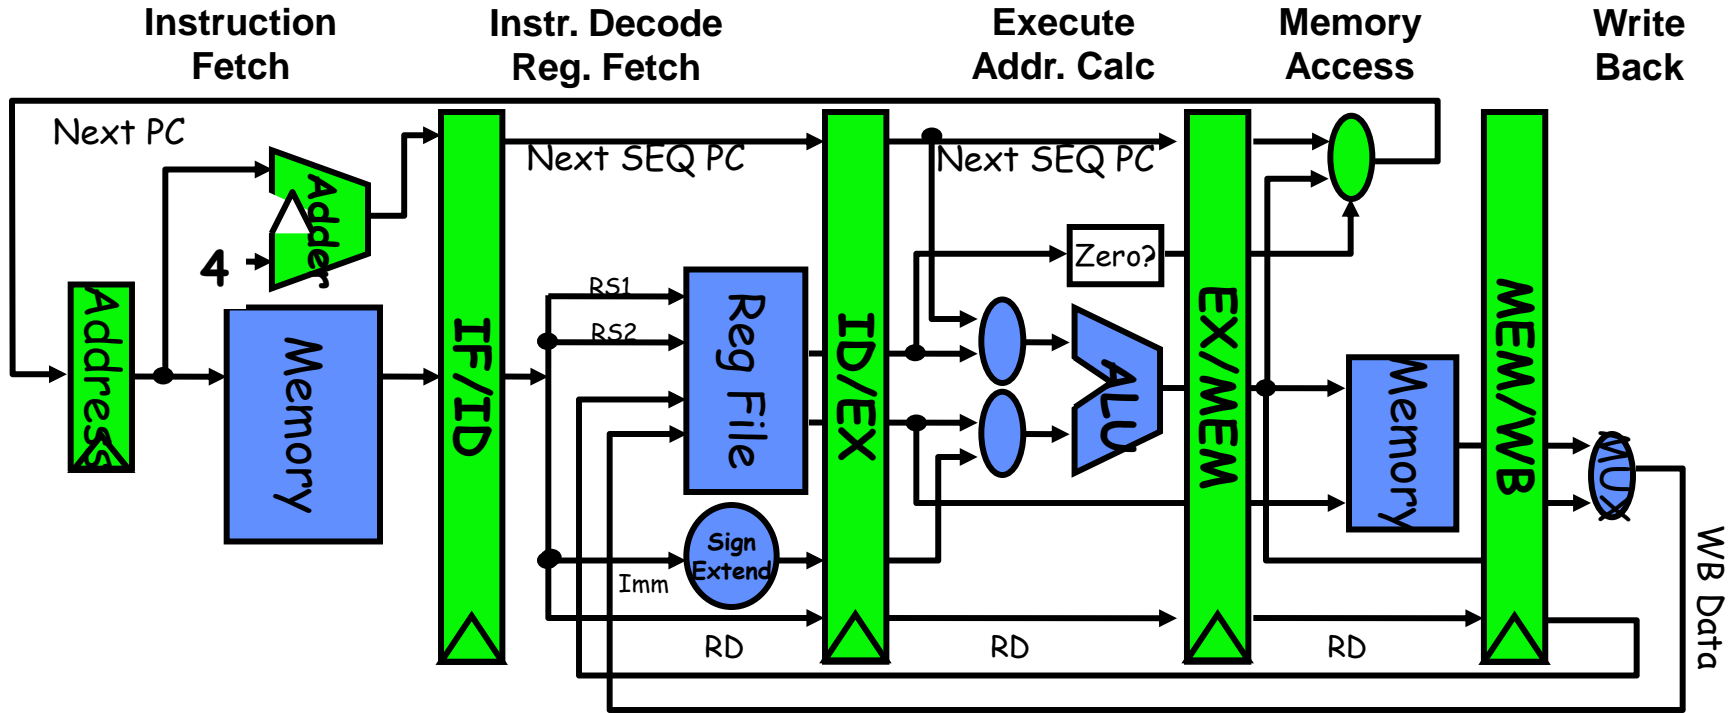 Instruction
Fetch
Instr. Decode
Reg. Fetch
Execute
Addr. Calc
Memory
Access
Write
Back
Next PC
Next SEQ PC
Next SEQ PC
Adder
4
Zero?
RS1
RS2
Address
Memory
IF/ID
Reg File
ID/EX
ALU
EX/MEM
Memory
MEM/WB
MUX
Sign
Extend
Imm
WB Data
RD
RD
RD